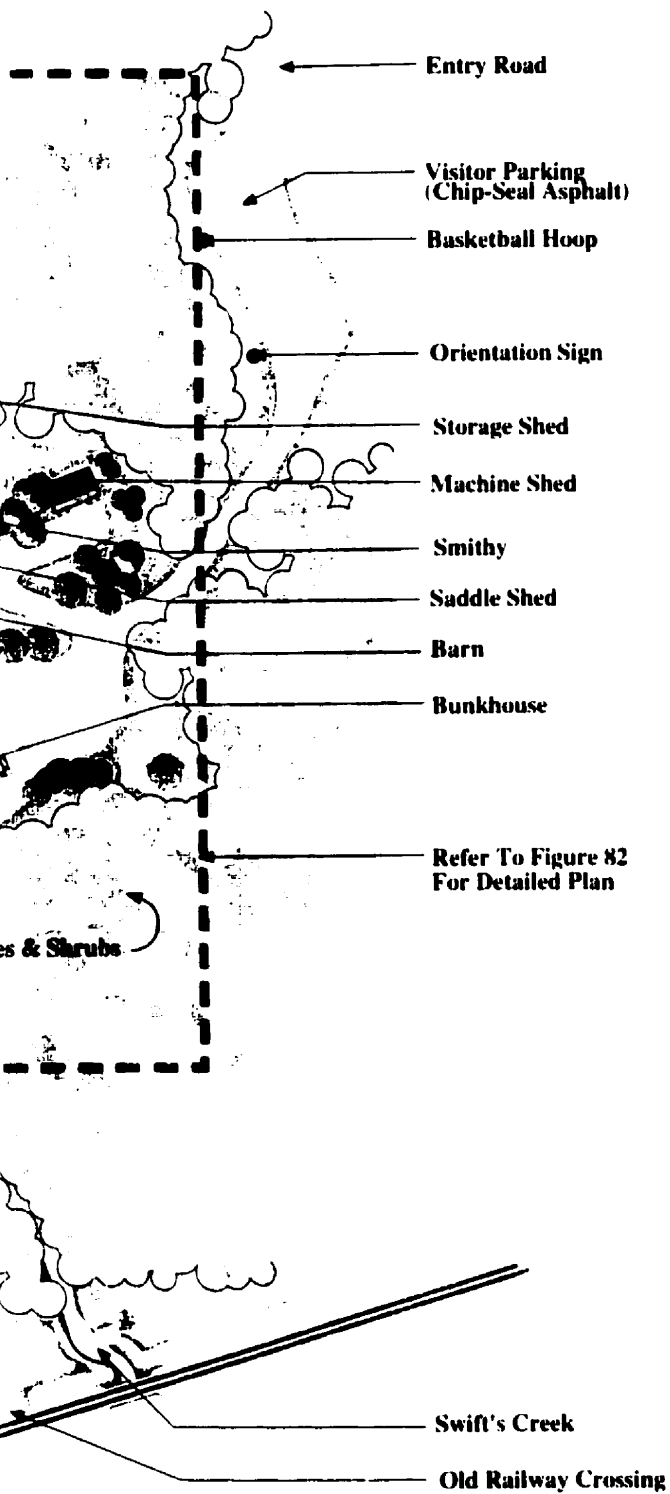 Entry Road
Visitor Parking
(Chip-Seal Asphalt)
Basketball Hoop
Orientation Sign
Storage Shed
Machine Shed
Smithy
Saddle Shed
Barn
Bunkhouse
Refer To Figure 82
For Detailed Plan
es & Shrubs
Swift's Creek
Old Railway Crossing